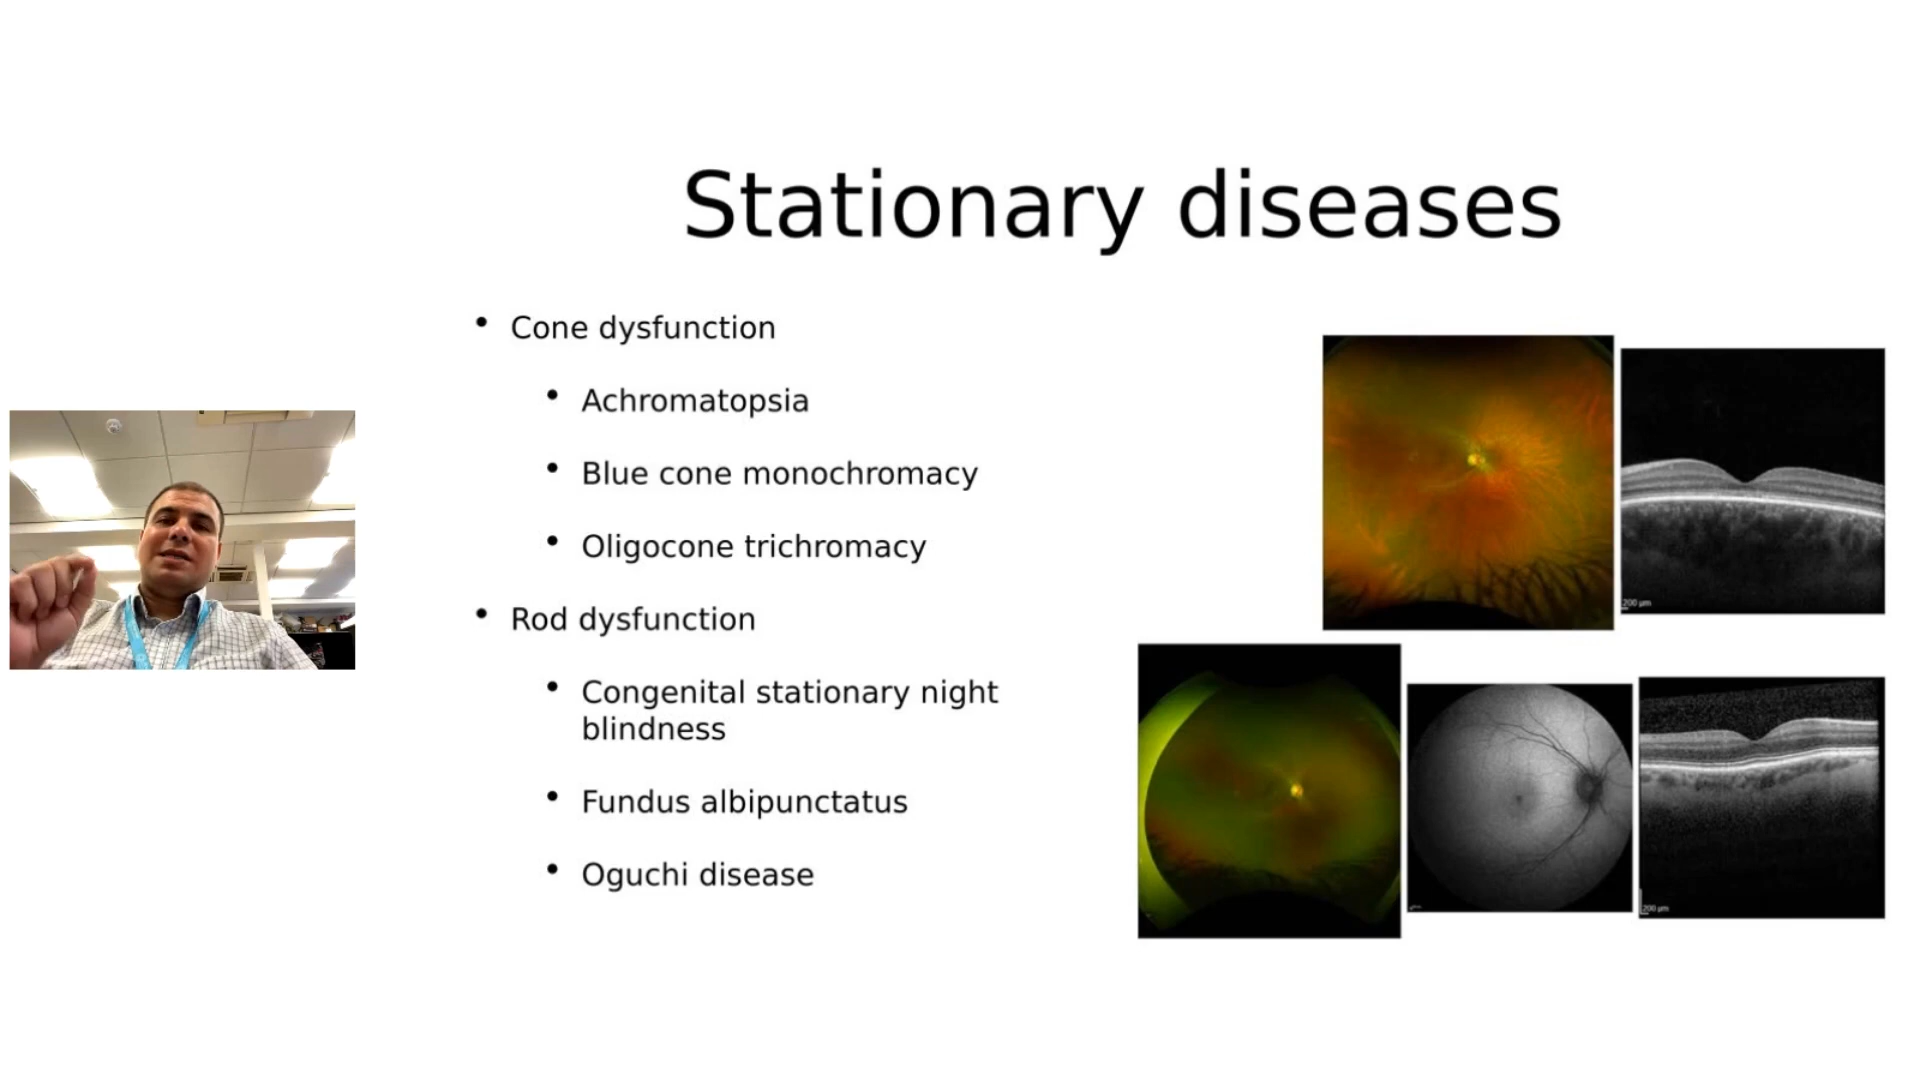 Stationary diseases
• Cone dysfunction
• Achromatopsia
• Blue cone monochromacy
• Oligocone trichromacy
• Rod dysfunction
• Congenital stationary night
blindness
• Fundus albipunctatus
• Oguchi disease
200 µm
200 µm